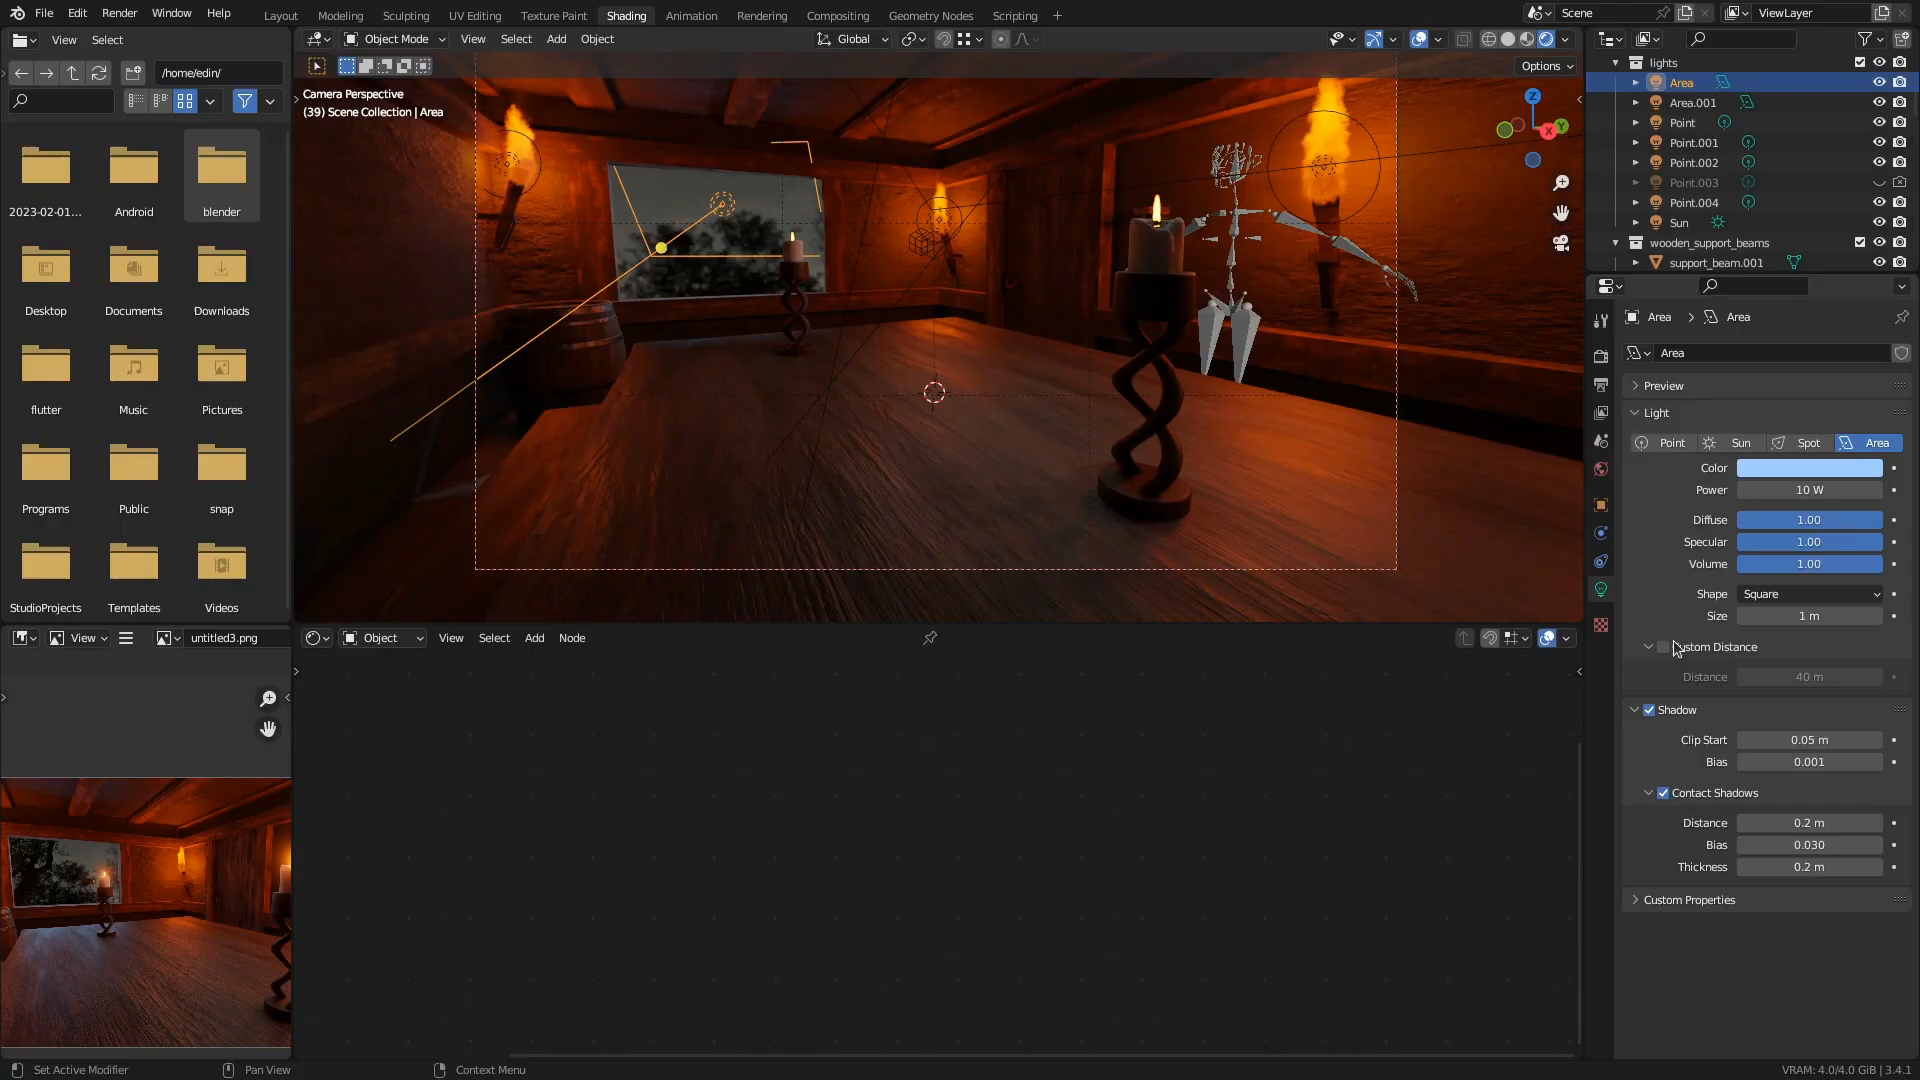 File Edit Render Window Help
Layout Modeling Sculpting UV Editing Texture Paint Shading Animation Rendering Compositing Geometry Nodes Scripting
Scene
ViewLayer
View Select
/home/edin/
2023-02-01...
Android
blender
Desktop
Documents
Downloads
flutter
Music
Pictures
Programs
Public
snap
StudioProjects
Templates
Videos
Object Mode View Select Add Object
Global
Options
Camera Perspective
(39) Scene Collection | Area
Z
Y
X
lights
Area
Area.001
Point
Point.001
Point.002
Point.003
Point.004
Sun
wooden_support_beams
support_beam.001
Area > Area
Area
Preview
Light
Point Sun Spot Area
Color
Power 10 W
Diffuse 1.00
Specular 1.00
Volume 1.00
Shape Square
Size 1 m
stom Distance
Distance 40 m
Shadow
Clip Start 0.05 m
Bias 0.001
Contact Shadows
Distance 0.2 m
Bias 0.030
Thickness 0.2 m
Custom Properties
View
untitled3.png
Object View Select Add Node
Set Active Modifier
Pan View
Context Menu
VRAM: 4.0/4.0 GiB | 3.4.1